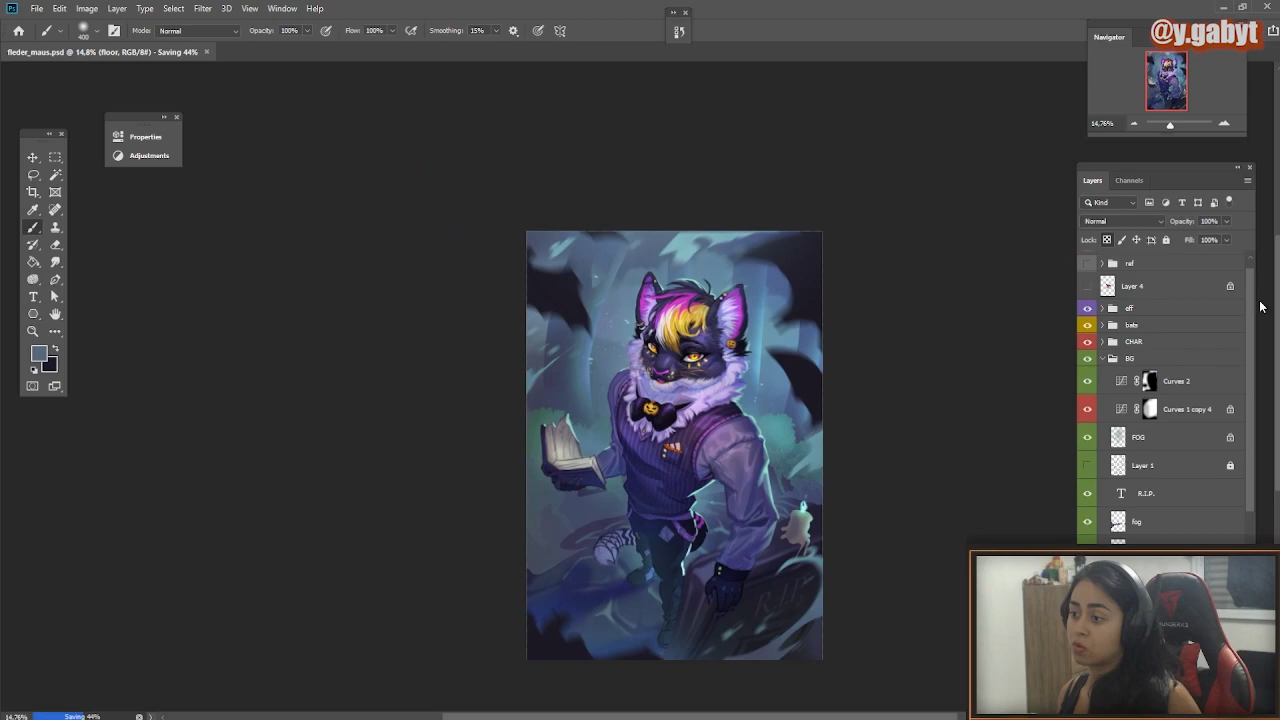 File Edit Image Layer Type Select Filter 3D View Window Help
Mode: Normal Opacity: 100% Flow: 100% Smoothing: 15%
@y.gabyt
fleder_maus.psd @ 14,8% (floor, RGB/8#) - Saving 44%
Navigator
Properties
Adjustments
14,76%
Layers Channels
Kind
Normal Opacity: 100%
Lock: Fill: 100%
ref
Layer 4
off
bats
CHAR
BG
Curves 2
Curves 1 copy 4
FOG
Layer 1
R.I.P.
fog
RIP
14,76% Saving 44%